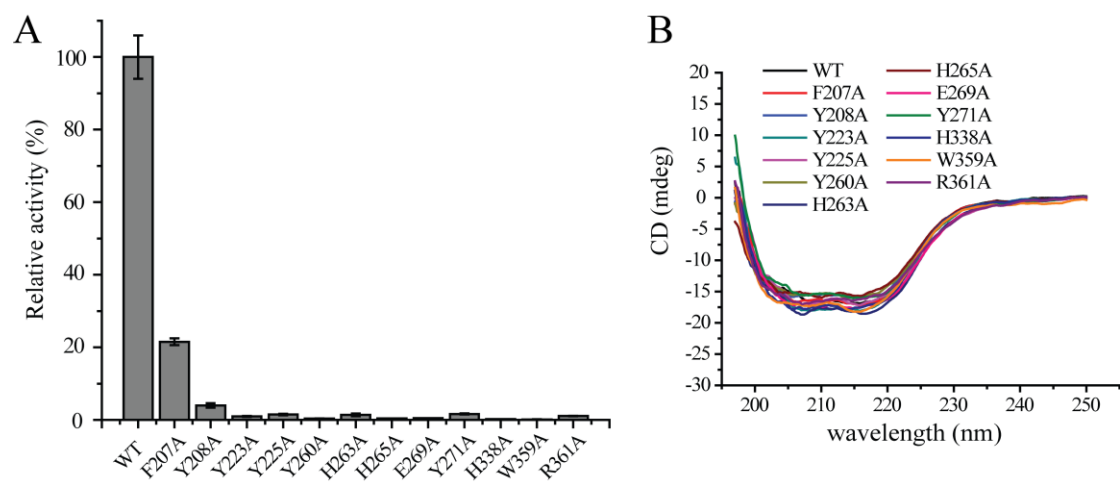 A
Relative activity (%)
100
80
60
40
20
0
WT
F207A
Y208A
Y223A
Y225A
Y260A
H263A
H265A
E269A
Y271A
H338A
W359A
R361A
B
CD (mdeg)
20
15
10
5
0
-5
-10
-15
-20
-25
-30
WT
F207A
Y208A
Y223A
Y225A
Y260A
H263A
H265A
E269A
Y271A
H338A
W359A
R361A
200 210 220 230 240 250
wavelength (nm)